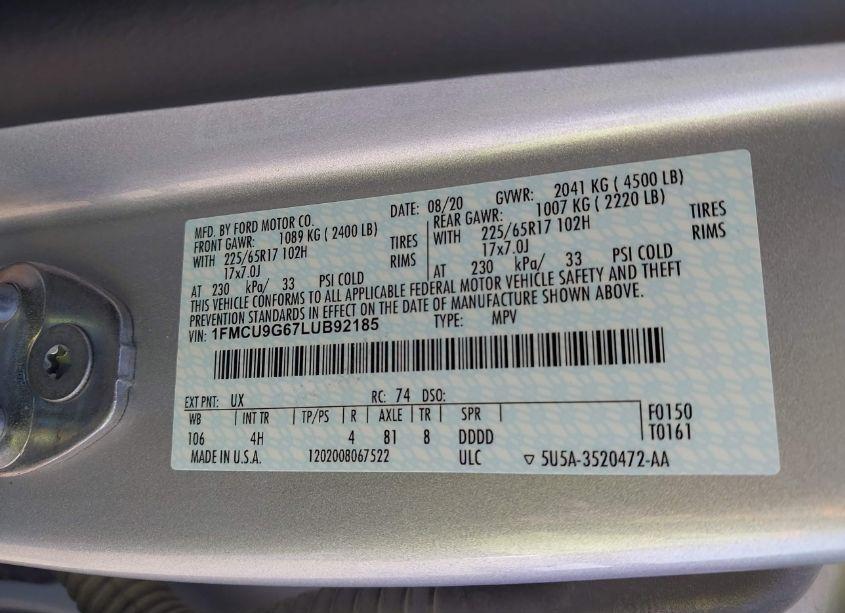 MFD. BY FORD MOTOR CO. DATE: 08/20 GVWR: 2041 KG ( 4500 LB)
FRONT GAWR: 1089 KG ( 2400 LB) REAR GAWR: 1007 KG ( 2220 LB)
WITH 225/65R17 102H TIRES WITH 225/65R17 102H TIRES
17x7.0J RIMS 17x7.0J RIMS
AT 230 kPa/ 33 PSI COLD AT 230 kPa/ 33 PSI COLD
THIS VEHICLE CONFORMS TO ALL APPLICABLE FEDERAL MOTOR VEHICLE SAFETY AND THEFT
PREVENTION STANDARDS IN EFFECT ON THE DATE OF MANUFACTURE SHOWN ABOVE.
VIN: 1FMCU9G67LUB92185 TYPE: MPV
EXT PNT: UX RC: 74 DSO:
WB INT TR TP/PS R AXLE TR SPR F0150
106 4H 4 81 8 DDDD T0161
MADE IN U.S.A. 1202008067522 ULC ▽ 5U5A-3520472-AA